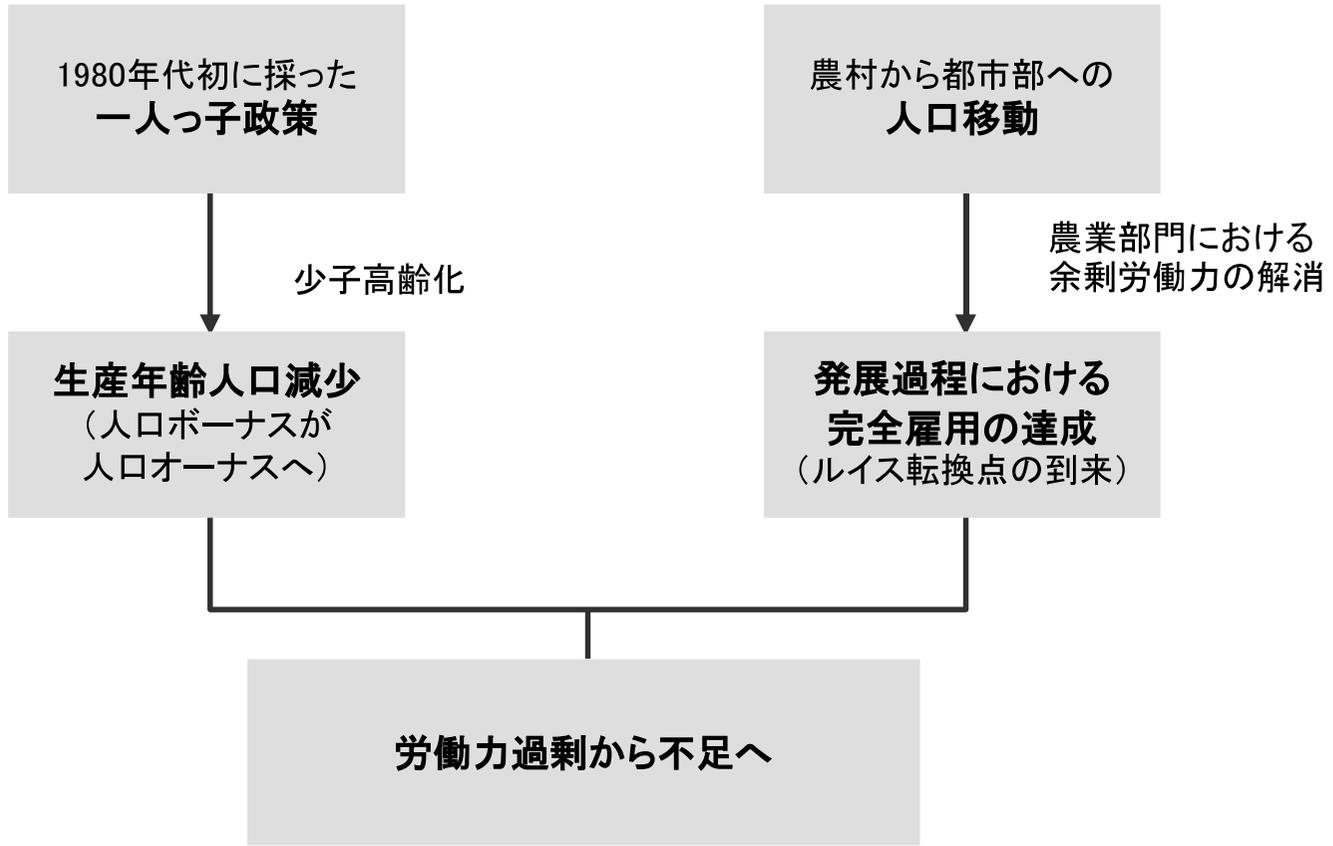 1980年代初に採った
一人っ子政策
農村から都市部への
人口移動
少子高齢化
農業部門における
余剰労働力の解消
生産年齢人口減少
（人口ボーナスが
人口オーナスへ）
発展過程における
完全雇用の達成
（ルイス転換点の到来）
労働力過剰から不足へ